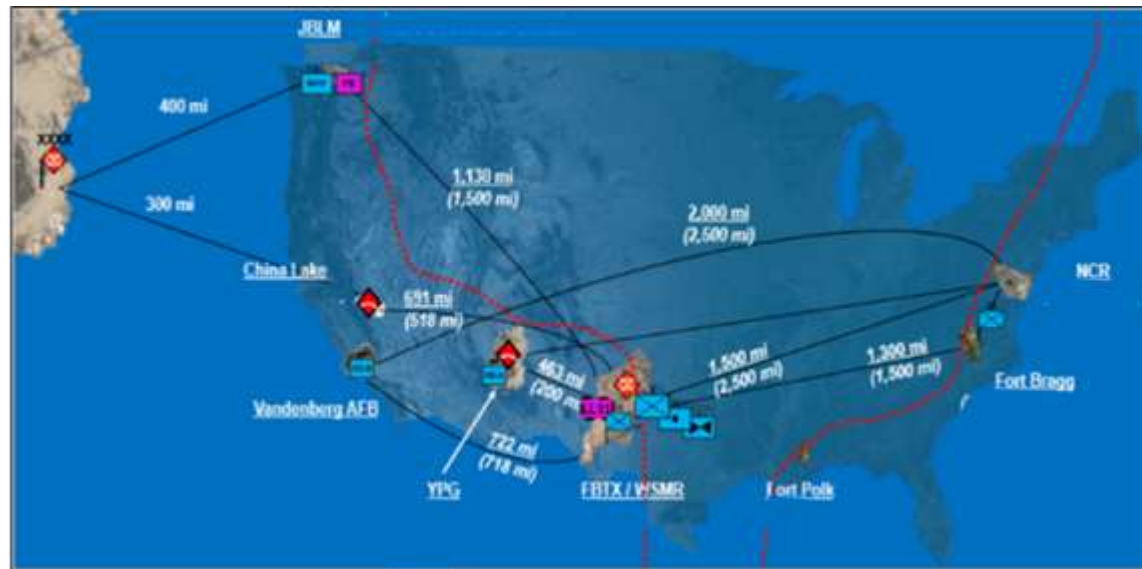 JBLM
400 mi
XXXX
300 mi
1,130 mi
(1,500 mi)
2,000 mi
(2,500 mi)
China Lake
NCR
691 mi
(518 mi)
463 mi
(200 mi
1,500 mi
(2,500 mi)
1,300 mi
(1,500 mi)
Fort Bragg
Vandenberg AFB
722 mi
(718 mi)
YPG
FBTX / WSMR
Fort Polk